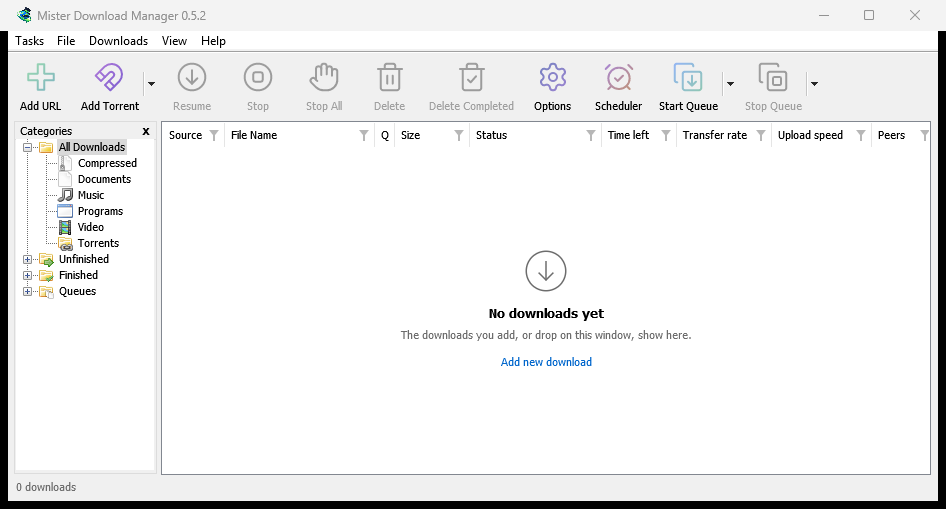 Mister Download Manager 0.5.2
Tasks File Downloads View Help
Add URL Add Torrent Resume Stop Stop All Delete Delete Completed Options Scheduler Start Queue Stop Queue
Categories x
Source File Name Q Size Status Time left Transfer rate Upload speed Peers
All Downloads
Compressed
Documents
Music
Programs
Video
Torrents
Unfinished
Finished
Queues
No downloads yet
The downloads you add, or drop on this window, show here.
Add new download
0 downloads